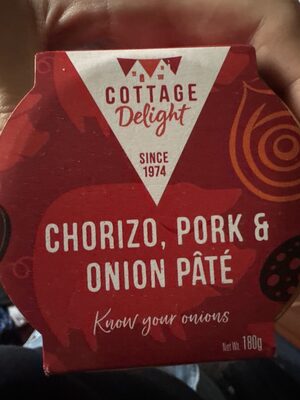 COTTAGE
Delight
SINCE
1974
CHORIZO, PORK &
ONION PÂTÉ
Know your onions
Net Wt. 180g